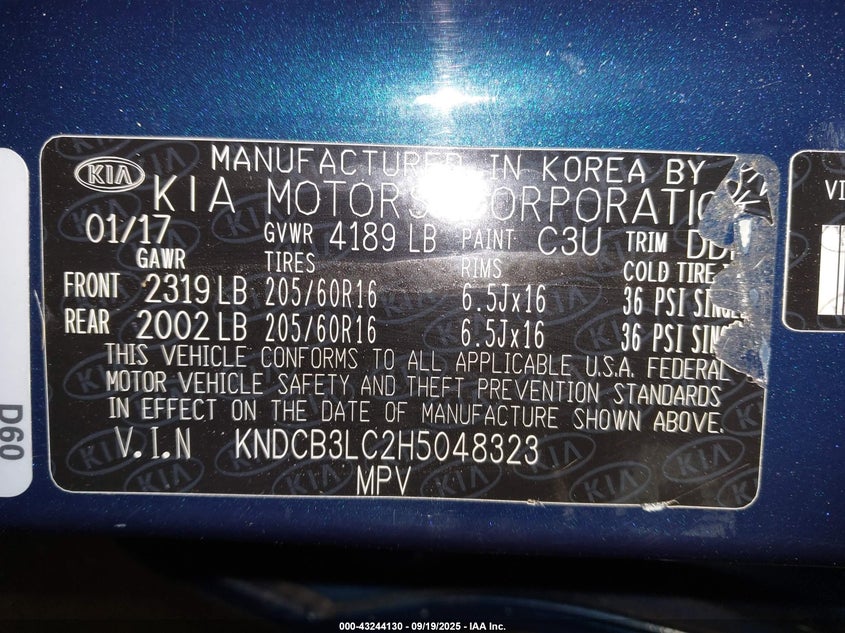 MANUFACTURED IN KOREA BY
KIA
KIA MOTORS CORPORATION
01/17 GVWR 4189 LB PAINT C3U TRIM
GAWR TIRES RIMS COLD TIRE
FRONT 2319 LB 205/60R16 6.5Jx16 36 PSI
REAR 2002 LB 205/60R16 6.5Jx16 36 PSI
THIS VEHICLE CONFORMS TO ALL APPLICABLE U.S.A. FEDERAL
MOTOR VEHICLE SAFETY AND THEFT PREVENTION STANDARDS
IN EFFECT ON THE DATE OF MANUFACTURE SHOWN ABOVE.
V.I.N KNDCB3LC2H5048323
MPV
D60
VI
000-43244130 - 09/19/2025 - IAA Inc.